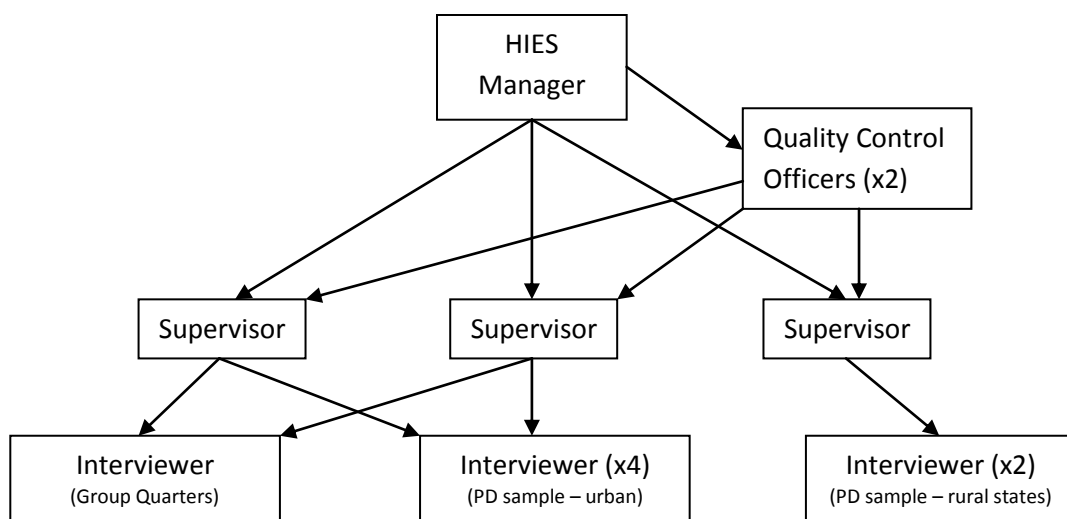 HIES
Manager
Quality Control
Officers (x2)
Supervisor
Supervisor
Supervisor
Interviewer
(Group Quarters)
Interviewer (x4)
(PD sample – urban)
Interviewer (x2)
(PD sample – rural states)